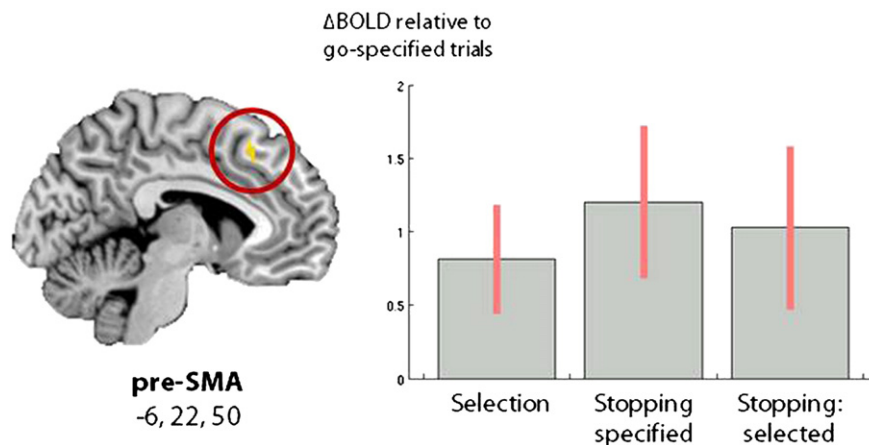 ΔBOLD relative to
go-specified trials
2
1.5
1
0.5
0
pre-SMA
-6, 22, 50
Selection
Stopping
specified
Stopping:
selected